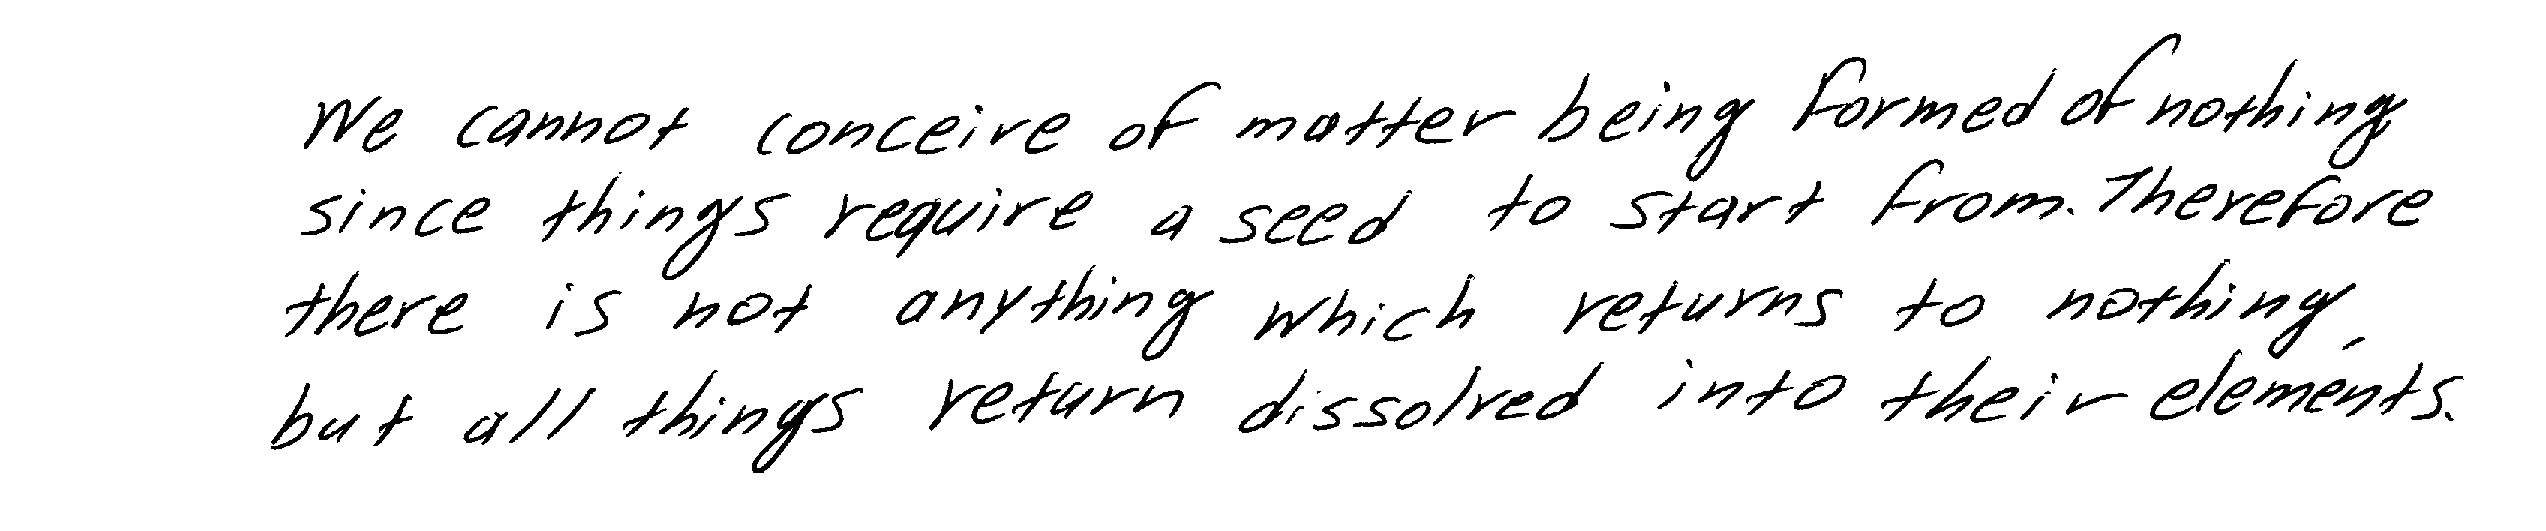 We cannot conceive of matter being formed of nothing,
since things require a seed to start from. Therefore
there is not anything which returns to nothing,
but all things return dissolved into their elements.